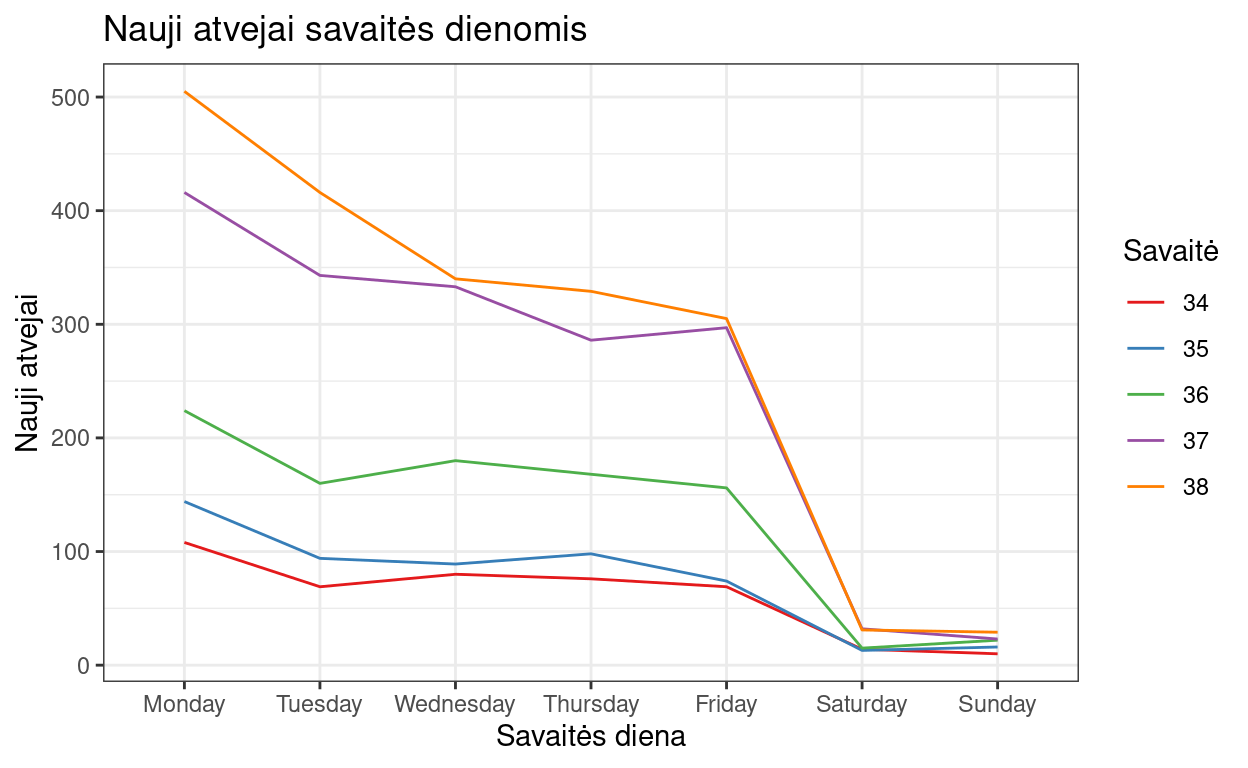 Nauji atvejai savaitės dienomis
Nauji atvejai
500
400
300
200
100
0
Monday Tuesday Wednesday Thursday Friday Saturday Sunday
Savaitės diena
Savaitė
34
35
36
37
38